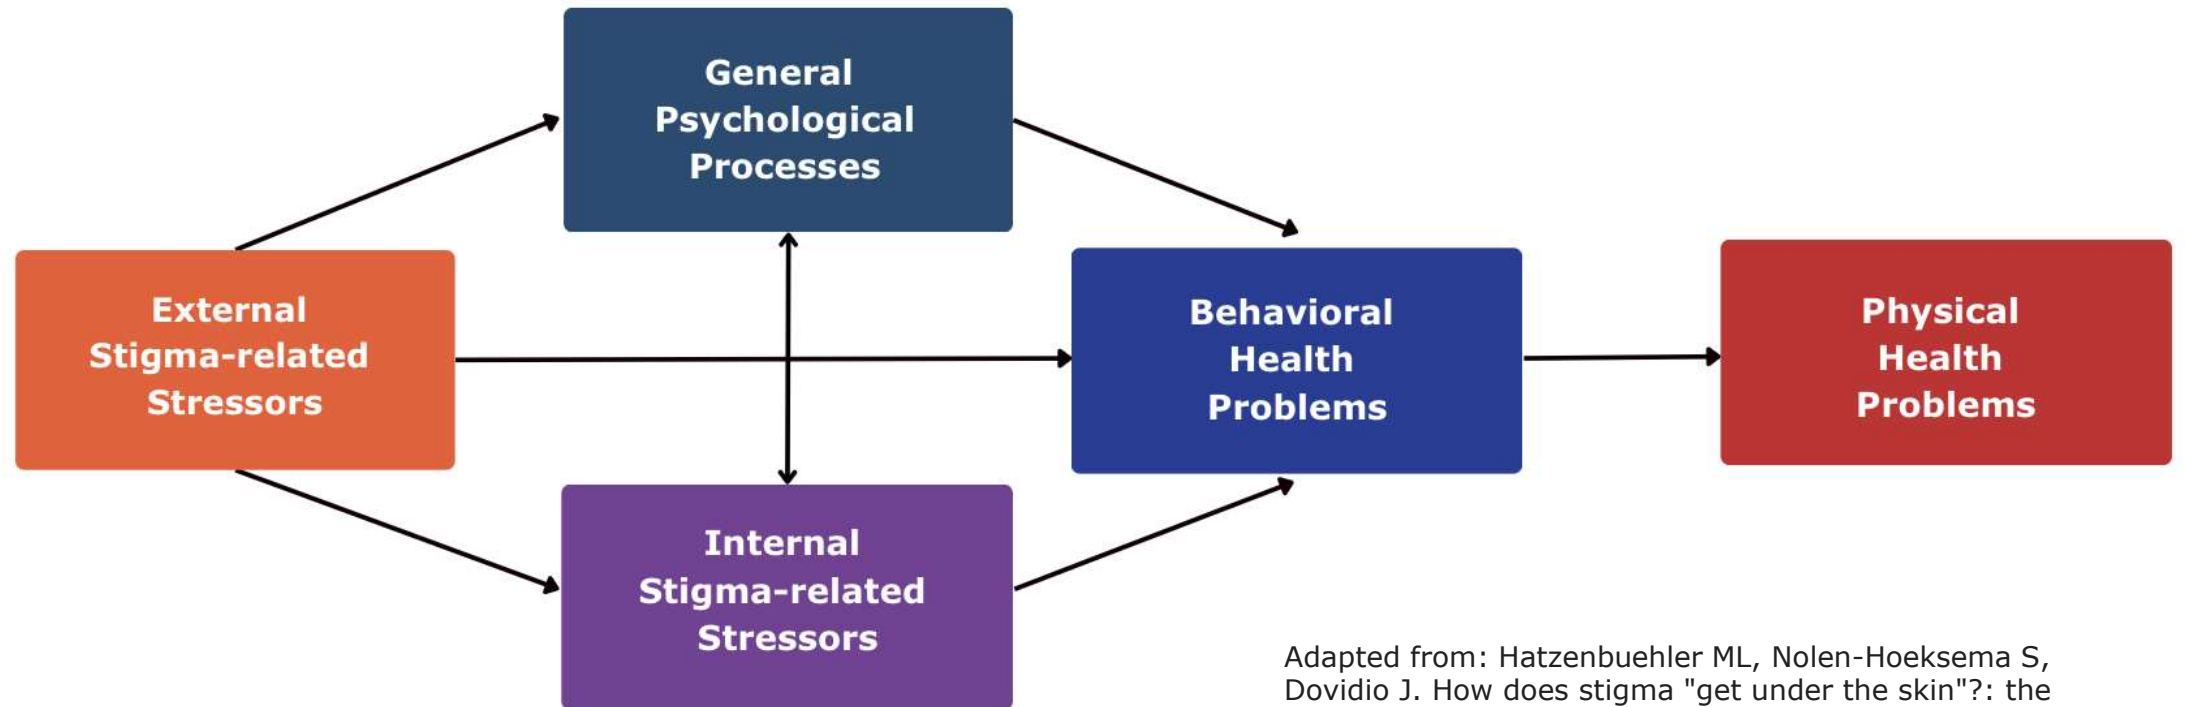 General
Psychological
Processes
External
Stigma-related
Stressors
Behavioral
Health
Problems
Physical
Health
Problems
Internal
Stigma-related
Stressors
Adapted from: Hatzenbuehler ML, Nolen-Hoeksema S,
Dovidio J. How does stigma "get under the skin"?: the